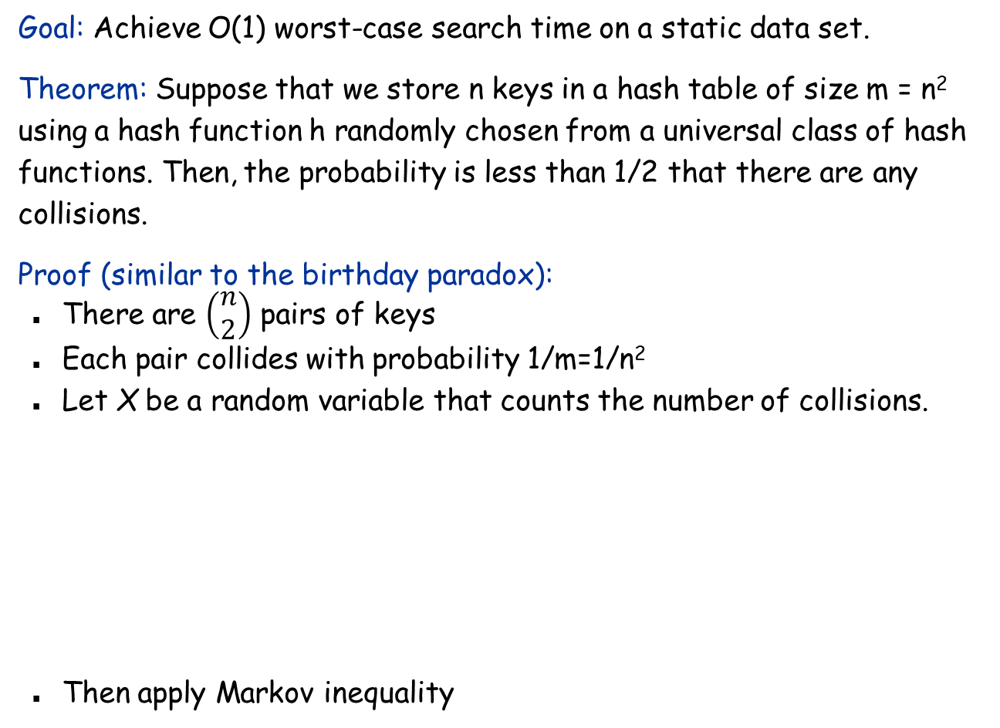 Goal: Achieve O(1) worst-case search time on a static data set.
Theorem: Suppose that we store n keys in a hash table of size m = n²
using a hash function h randomly chosen from a universal class of hash
functions. Then, the probability is less than 1/2 that there are any
collisions.
Proof (similar to the birthday paradox):
▪ There are (n 2) pairs of keys
▪ Each pair collides with probability 1/m=1/n²
▪ Let X be a random variable that counts the number of collisions.
▪ Then apply Markov inequality